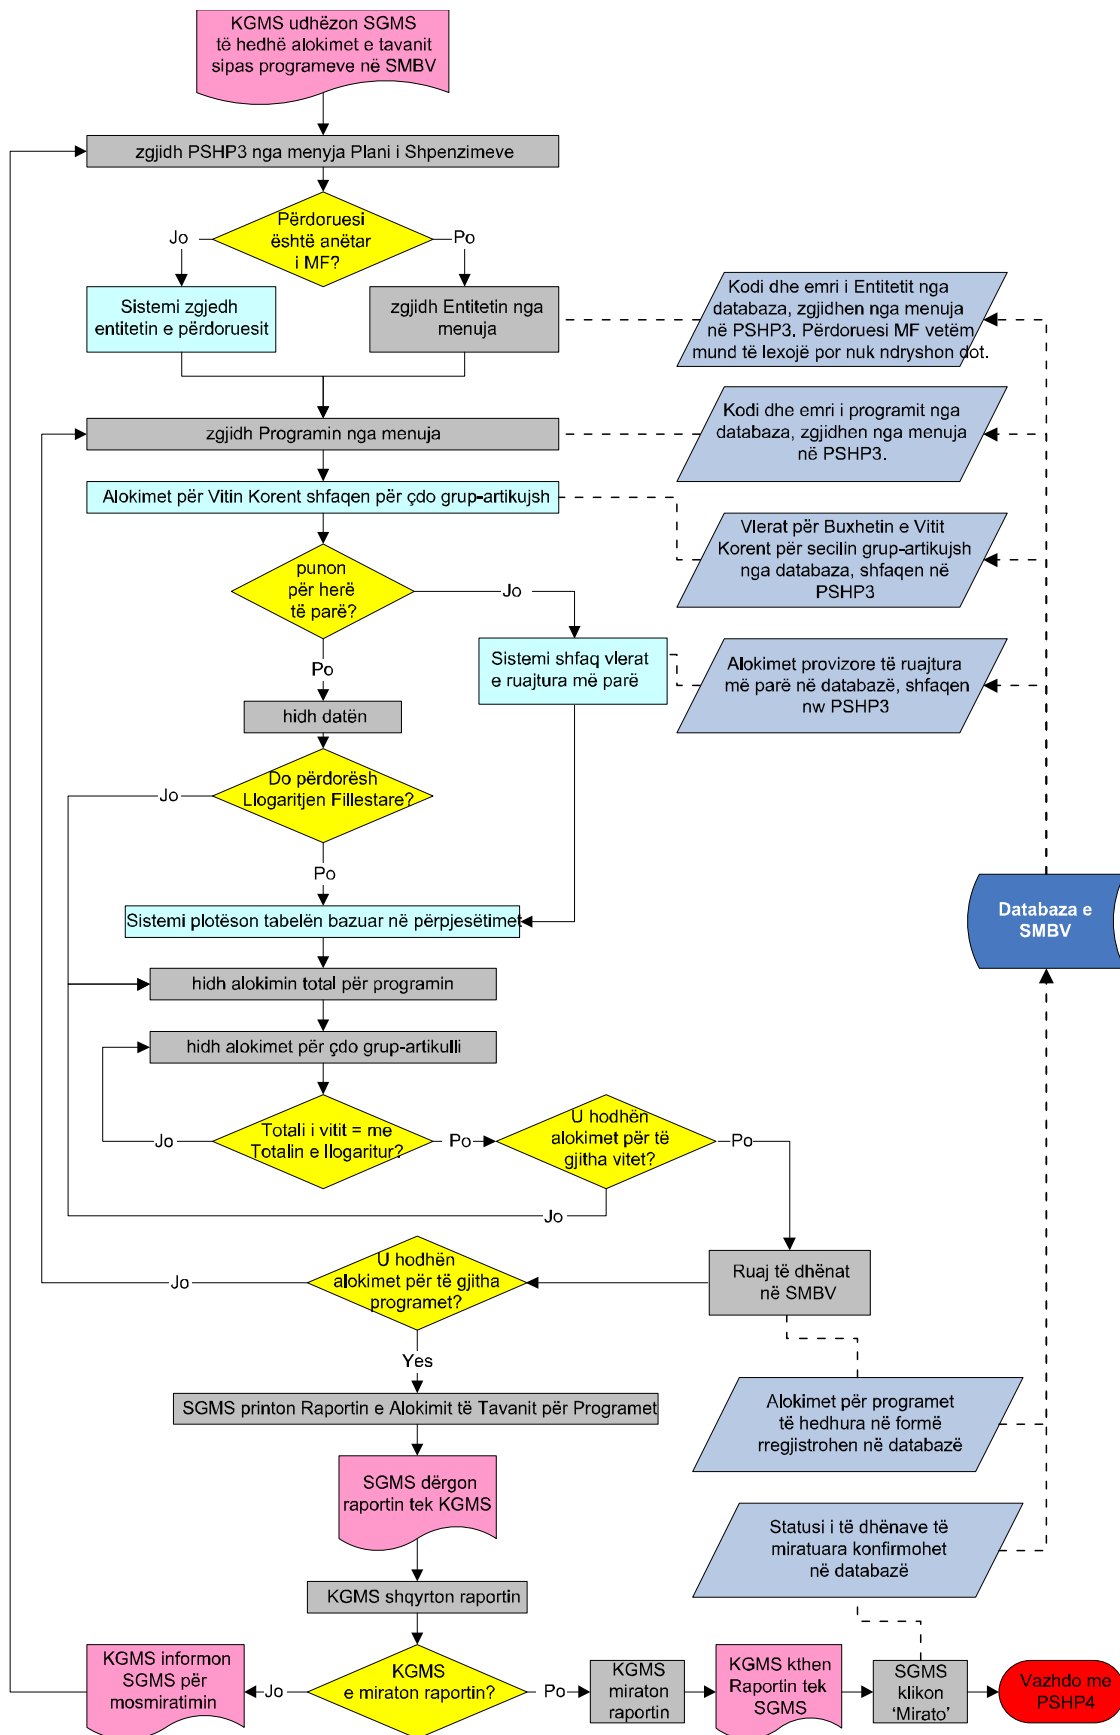 KGMS udhëzon SGMS
të hedhë alokimet e tavanit
sipas programeve në SMBV
zgjidh PSHP3 nga menyja Plani i Shpenzimeve
Përdoruesi
është anëtar
i MF?
Jo
Po
Sistemi zgjedh
entitetin e përdoruesit
zgjidh Entitetin nga
menuja
Kodi dhe emri i Entitetit nga
databaza, zgjidhen nga menuja
në PSHP3. Përdoruesi MF vetëm
mund të lexojë por nuk ndryshon dot.
zgjidh Programin nga menuja
Kodi dhe emri i programit nga
databaza, zgjidhen nga menuja
në PSHP3.
Alokimet për Vitin Korent shfaqen për çdo grup-artikujsh
Vlerat për Buxhetin e Vitit
Korent për secilin grup-artikujsh
nga databaza, shfaqen në
PSHP3
punon
për herë
të parë?
Jo
Po
Sistemi shfaq vlerat
e ruajtura më parë
Alokimet provizore të ruajtura
më parë në databazë, shfaqen
nw PSHP3
hidh datën
Do përdorësh
Llogaritjen Fillestare?
Jo
Po
Sistemi plotëson tabelën bazuar në përpjesëtimet
Databaza e
SMBV
hidh alokimin total për programin
hidh alokimet për çdo grup-artikulli
Totali i vitit = me
Totalin e llogaritur?
Jo
Po
U hodhën
alokimet për të
gjitha vitet?
Po
Jo
Ruaj të dhënat
në SMBV
U hodhën
alokimet për të gjitha
programet?
Jo
Yes
SGMS printon Raportin e Alokimit të Tavanit për Programet
Alokimet për programet
të hedhura në formë
rregjistrohen në databazë
SGMS dërgon
raportin tek KGMS
Statusi i të dhënave të
miratuara konfirmohet
në databazë
KGMS shqyrton raportin
KGMS
e miraton raportin?
Jo
Po
KGMS informon
SGMS për
mosmiratimin
KGMS
miraton
raportin
KGMS kthen
Raportin tek
SGMS
SGMS
klikon
‘Mirato’
Vazhdo me
PSHP4